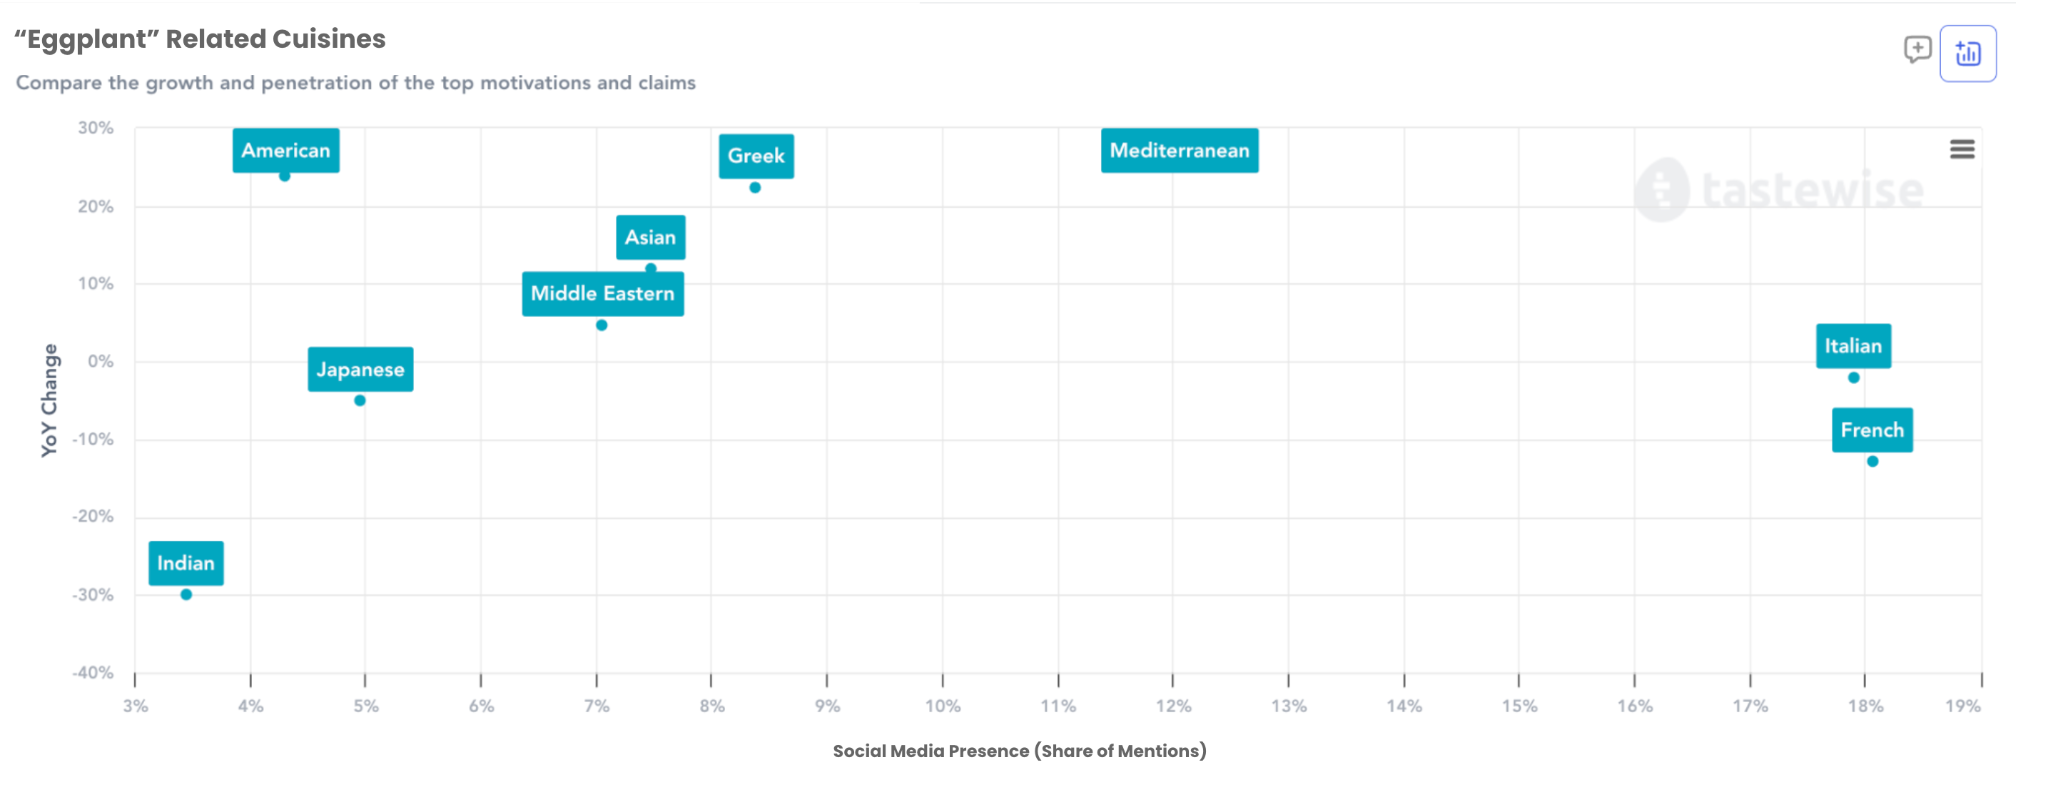 “Eggplant” Related Cuisines
Compare the growth and penetration of the top motivations and claims
30%
American
Greek
Mediterranean
tastewise
20%
Asian
10%
Middle Eastern
YoY Change
0%
Italian
Japanese
-10%
French
-20%
Indian
-30%
-40%
3% 4% 5% 6% 7% 8% 9% 10% 11% 12% 13% 14% 15% 16% 17% 18% 19%
Social Media Presence (Share of Mentions)